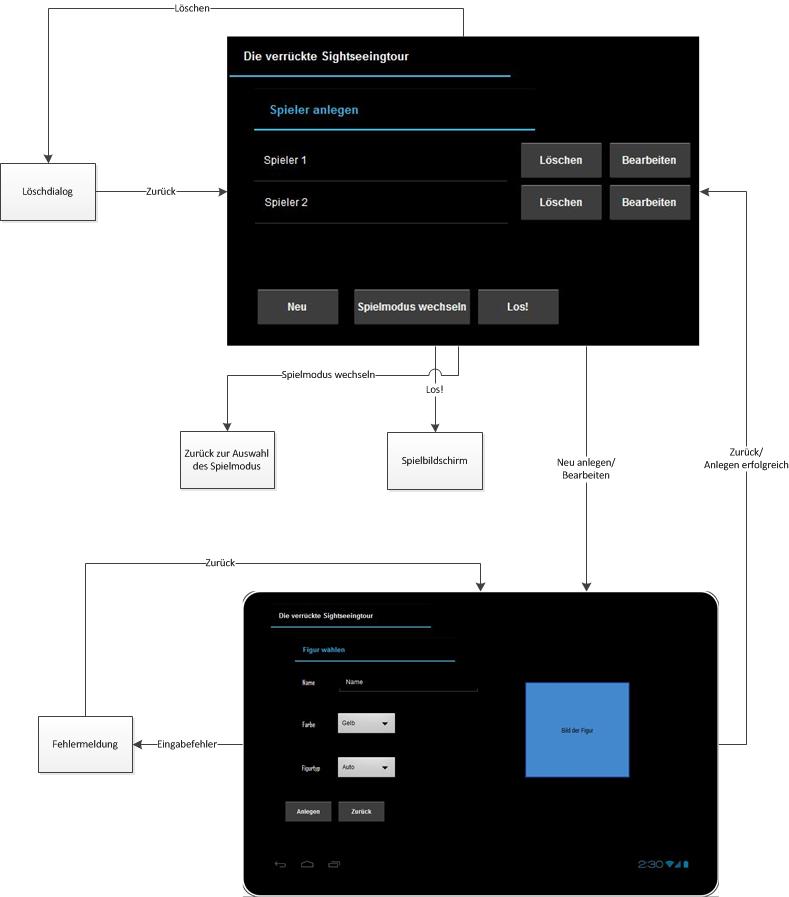 Löschen
Die verrückte Sightseeingtour
Spieler anlegen
Spieler 1
Löschen
Bearbeiten
Löschdialog
Zurück
Spieler 2
Löschen
Bearbeiten
Neu
Spielmodus wechseln
Los!
Spielmodus wechseln
Los!
Zurück zur Auswahl
des Spielmodus
Spielbildschirm
Neu anlegen/
Bearbeiten
Zurück/
Anlegen erfolgreich
Zurück
Die verrückte Sightseeingtour
Figur wählen
Name
Name
Farbe
Gelb
Bild der Figur
Fehlermeldung
Eingabefehler
Figurtyp
Auto
Anlegen
Zurück
2:30